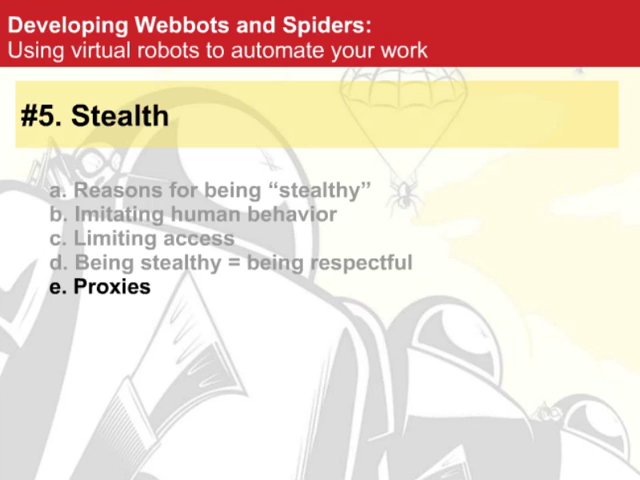 Developing Webbots and Spiders:
Using virtual robots to automate your work
#5. Stealth
a. Reasons for being “stealthy”
b. Imitating human behavior
c. Limiting access
d. Being stealthy = being respectful
e. Proxies